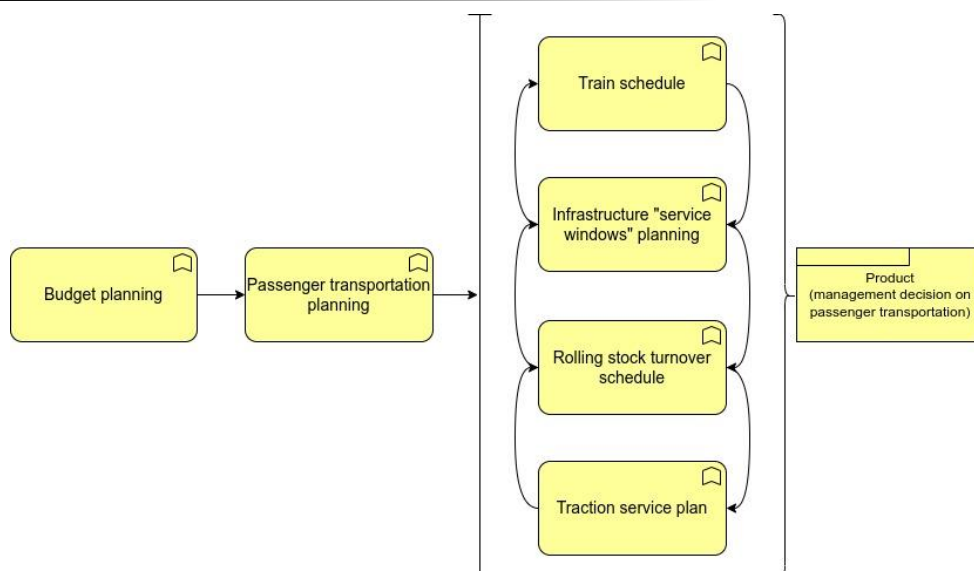 Train schedule
Infrastructure "service
windows" planning
Budget planning
Passenger transportation
planning
Product
(management decision on
passenger transportation)
Rolling stock turnover
schedule
Traction service plan